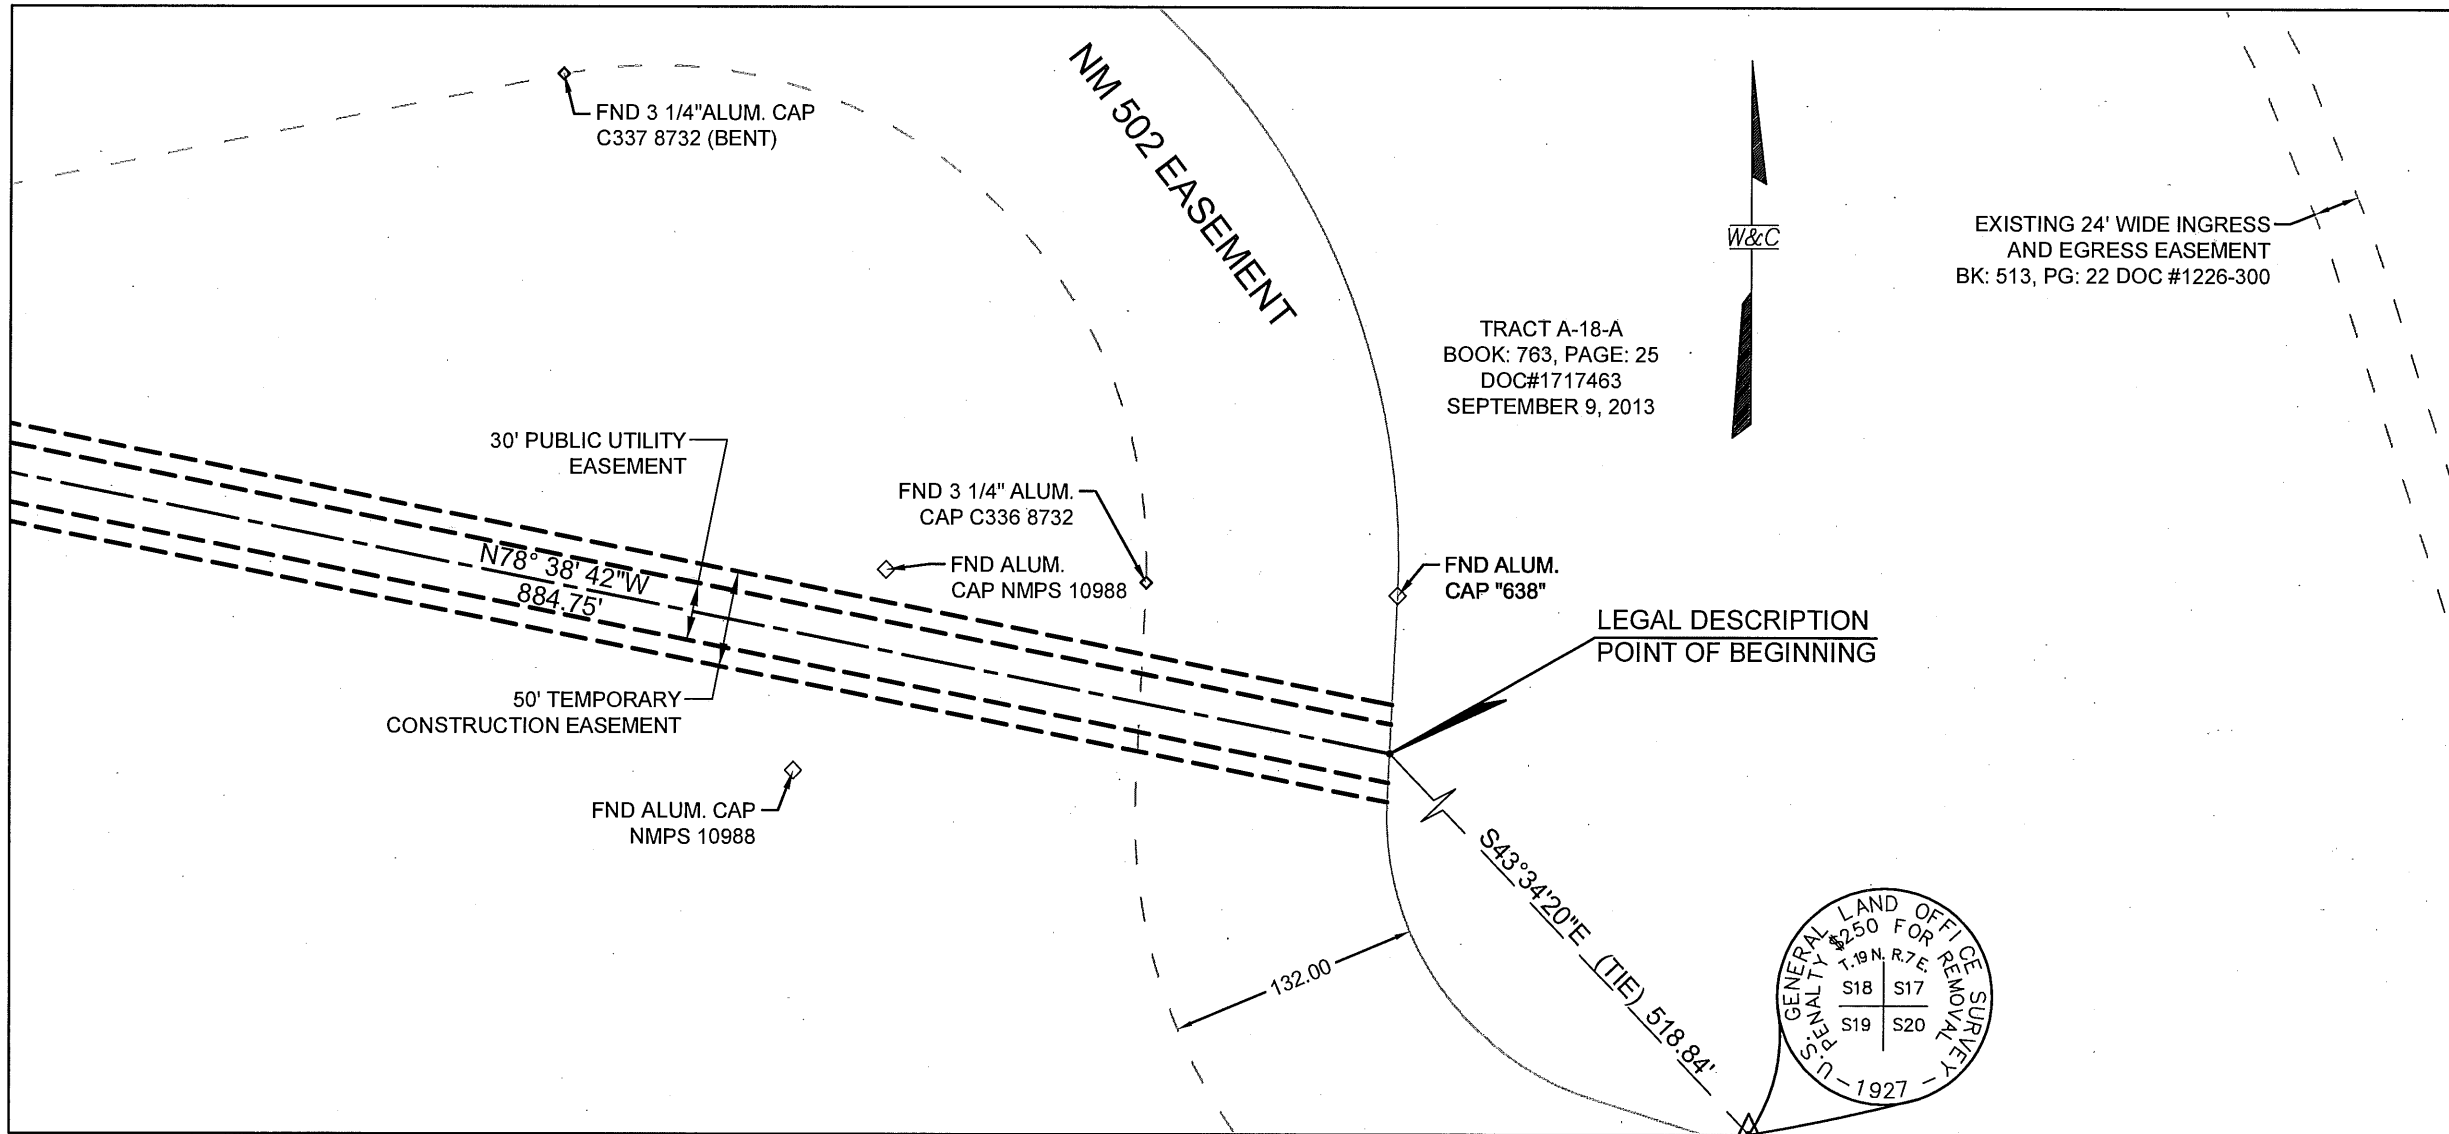 FND 3 1/4"ALUM. CAP
C337 8732 (BENT)
NM 502 EASEMENT
W&C
EXISTING 24' WIDE INGRESS
AND EGRESS EASEMENT
BK: 513, PG: 22 DOC #1226-300
TRACT A-18-A
BOOK: 763, PAGE: 25
DOC#1717463
SEPTEMBER 9, 2013
30' PUBLIC UTILITY
EASEMENT
FND 3 1/4" ALUM.
CAP C336 8732
N78° 38' 42"W
884.75'
FND ALUM.
CAP NMPS 10988
FND ALUM.
CAP "638"
LEGAL DESCRIPTION
POINT OF BEGINNING
50' TEMPORARY
CONSTRUCTION EASEMENT
FND ALUM. CAP
NMPS 10988
S43°34'20"E (TIE) 518.84'
132.00
U.S. GENERAL LAND OFFICE SURVEY
PENALTY $250 FOR REMOVAL
T.19 N. R.7 E.
S18 S17
S19 S20
- 1927 -